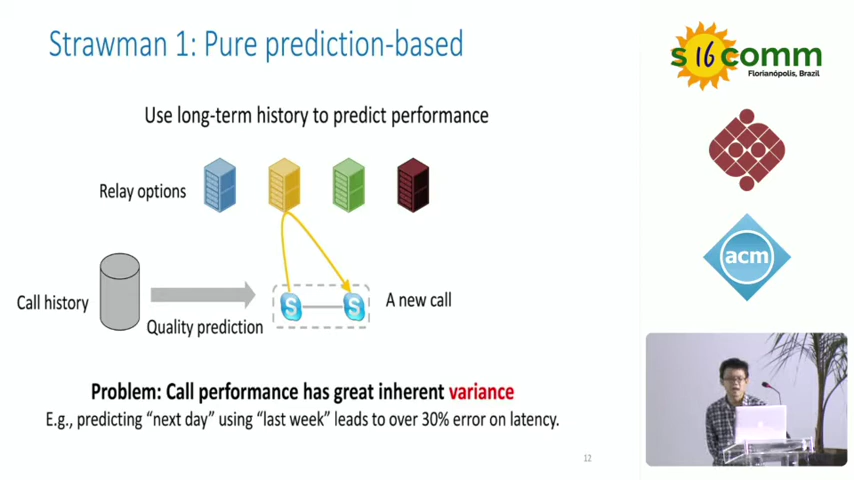 Strawman 1: Pure prediction-based
Use long-term history to predict performance
Relay options
Call history
Quality prediction
S
S
A new call
Problem: Call performance has great inherent variance
E.g., predicting “next day” using “last week” leads to over 30% error on latency.
12
s16comm
Florianópolis, Brazil
acm